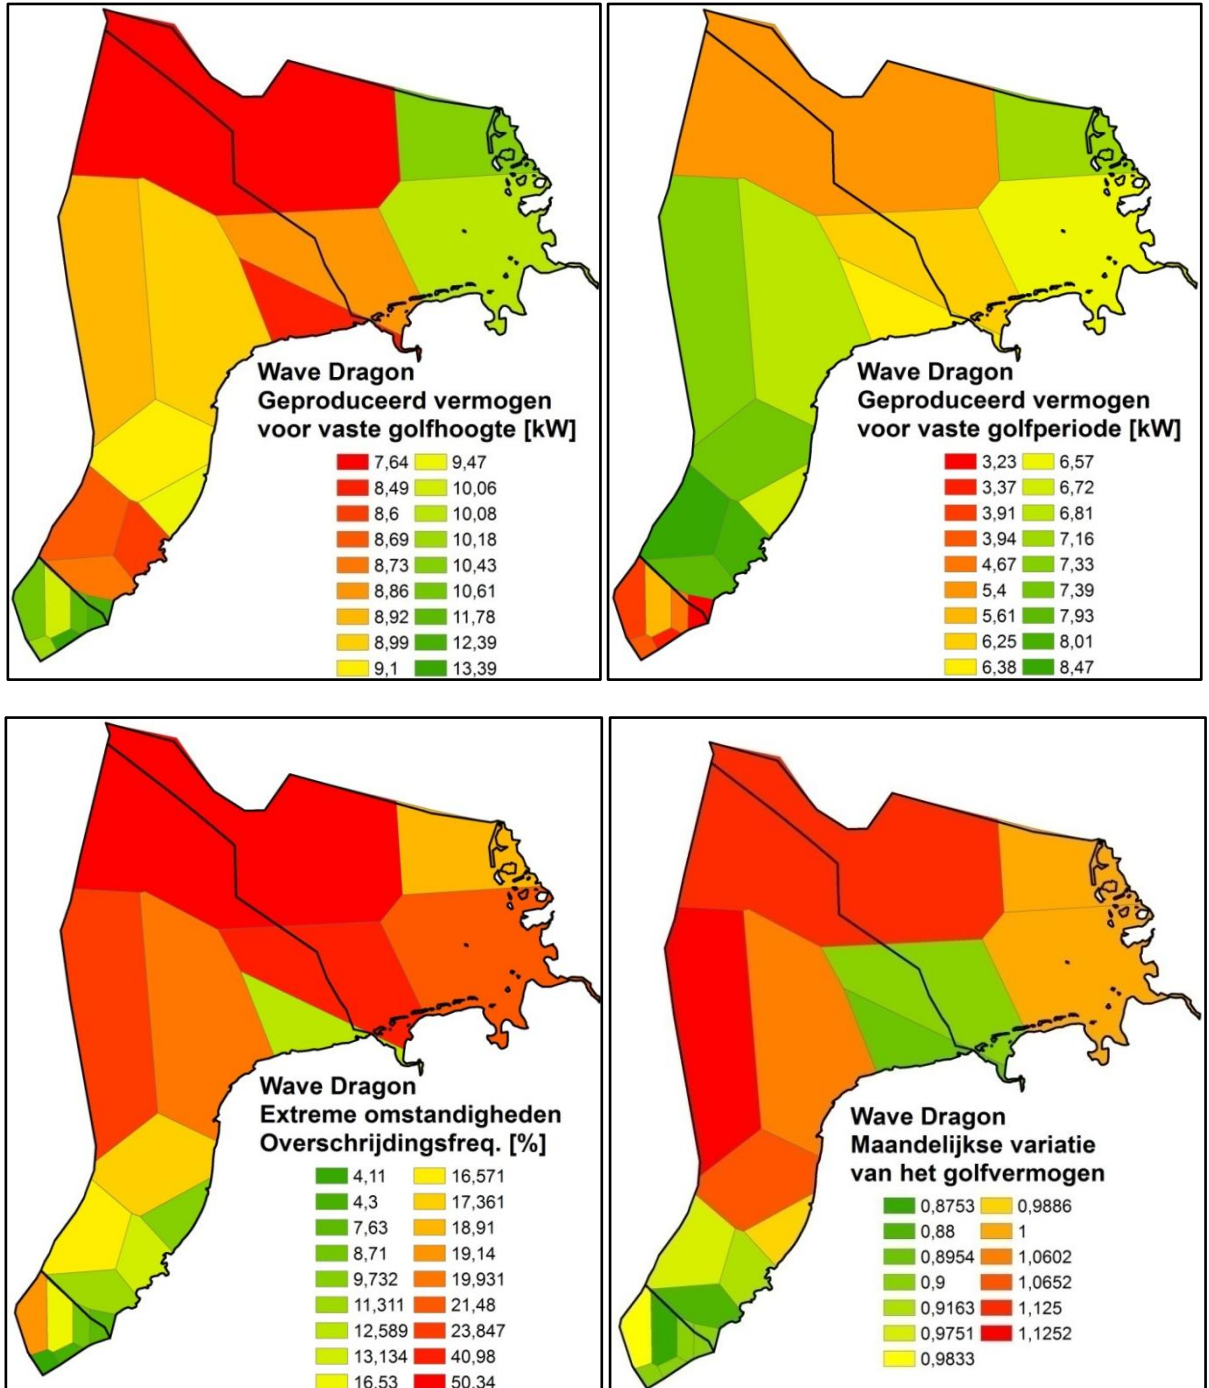 Wave Dragon
Geproduceerd vermogen
voor vaste golfhoogte [kW]
7,64 9,47
8,49 10,06
8,6 10,08
8,69 10,18
8,73 10,43
8,86 10,61
8,92 11,78
8,99 12,39
9,1 13,39
Wave Dragon
Geproduceerd vermogen
voor vaste golfperiode [kW]
3,23 6,57
3,37 6,72
3,91 6,81
3,94 7,16
4,67 7,33
5,4 7,39
5,61 7,93
6,25 8,01
6,38 8,47
Wave Dragon
Extreme omstandigheden
Overschrijdingsfreq. [%]
4,11 16,571
4,3 17,361
7,63 18,91
8,71 19,14
9,732 19,931
11,311 21,48
12,589 23,847
13,134 40,98
16,53 50,34
Wave Dragon
Maandelijkse variatie
van het golfvermogen
0,8753 0,9886
0,88 1
0,8954 1,0602
0,9 1,0652
0,9163 1,125
0,9751 1,1252
0,9833